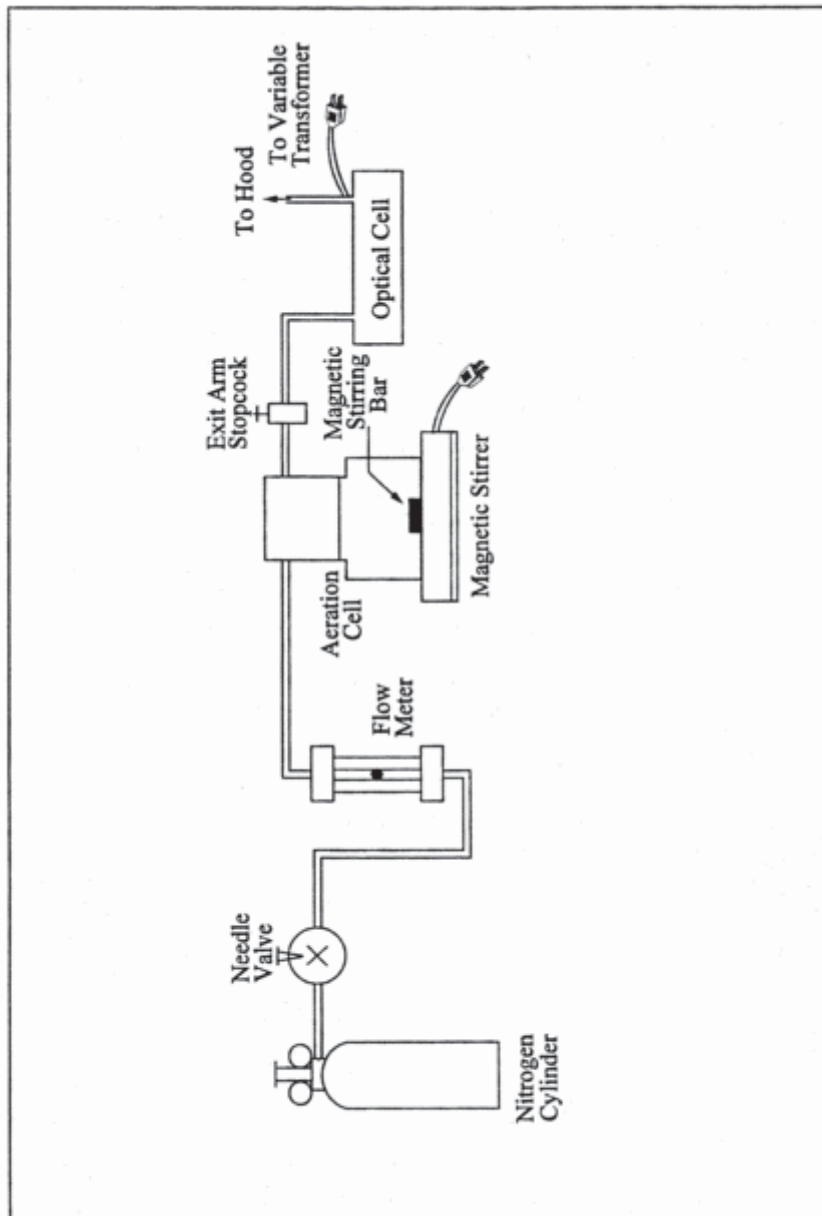 Nitrogen
Cylinder
Needle
Valve
Flow
Meter
Aeration
Cell
Magnetic Stirrer
Magnetic
Stirring
Bar
Exit Arm
Stopcock
Optical Cell
To Hood
To Variable
Transformer